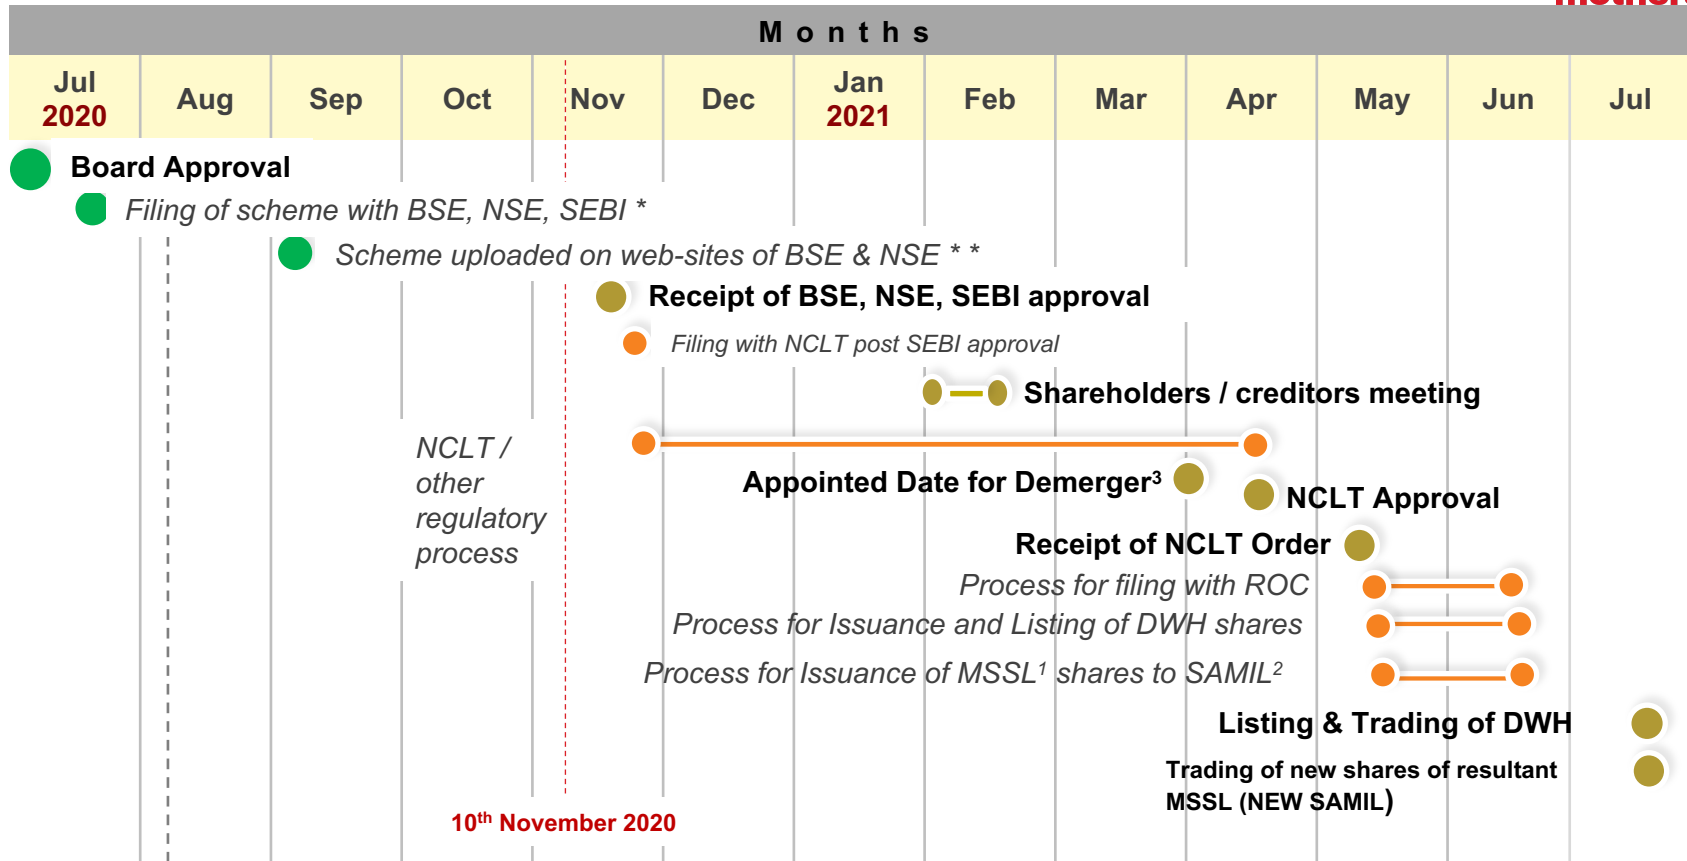 Months
Jul
2020
Aug
Sep
Oct
Nov
Dec
Jan
2021
Feb
Mar
Apr
May
Jun
Jul
Board Approval
Filing of scheme with BSE, NSE, SEBI *
Scheme uploaded on web-sites of BSE & NSE * *
Receipt of BSE, NSE, SEBI approval
Filing with NCLT post SEBI approval
Shareholders / creditors meeting
NCLT /
other
regulatory
process
Appointed Date for Demerger³
NCLT Approval
Receipt of NCLT Order
Process for filing with ROC
Process for Issuance and Listing of DWH shares
Process for Issuance of MSSL¹ shares to SAMIL²
Listing & Trading of DWH
Trading of new shares of resultant
MSSL (NEW SAMIL)
10th November 2020